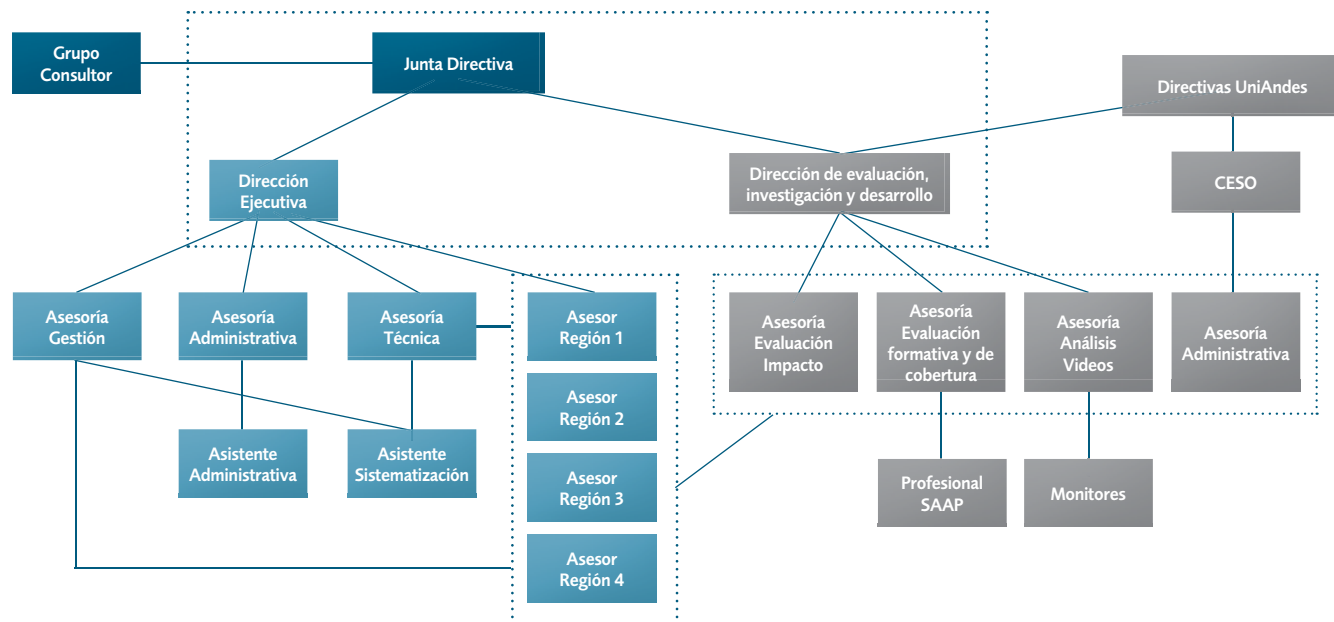 Grupo
Consultor
Junta Directiva
Directivas UniAndes
Dirección
Ejecutiva
Dirección de evaluación,
investigación y desarrollo
CESO
Asesoría
Gestión
Asesoría
Administrativa
Asesoría
Técnica
Asesor
Región 1
Asesor
Región 2
Asesor
Región 3
Asesor
Región 4
Asesoría
Evaluación
Impacto
Asesoría
Evaluación
formativa y de
cobertura
Asesoría
Análisis
Videos
Asesoría
Administrativa
Asistente
Administrativa
Asistente
Sistematización
Profesional
SAAP
Monitores